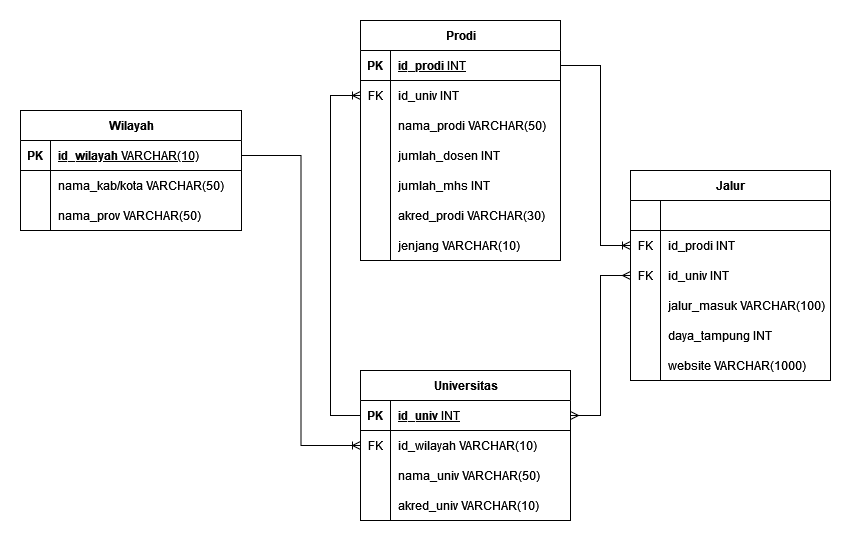 Prodi
PK id_prodi INT
FK id_univ INT
nama_prodi VARCHAR(50)
jumlah_dosen INT
jumlah_mhs INT
akred_prodi VARCHAR(30)
jenjang VARCHAR(10)
Wilayah
PK id_wilayah VARCHAR(10)
nama_kab/kota VARCHAR(50)
nama_prov VARCHAR(50)
Jalur
FK id_prodi INT
FK id_univ INT
jalur_masuk VARCHAR(100)
daya_tampung INT
website VARCHAR(1000)
Universitas
PK id_univ INT
FK id_wilayah VARCHAR(10)
nama_univ VARCHAR(50)
akred_univ VARCHAR(10)